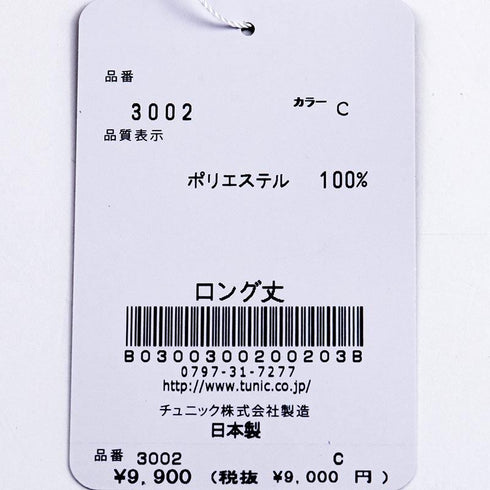 品番
3002 カラー C
品質表示
ポリエステル 100%
ロング丈
B0300300200203B
0797-31-7277
http://www.tunic.co.jp/
チュニック株式会社製造
日本製
品番 3002 C
¥9,900 (税抜 ¥9,000 円)